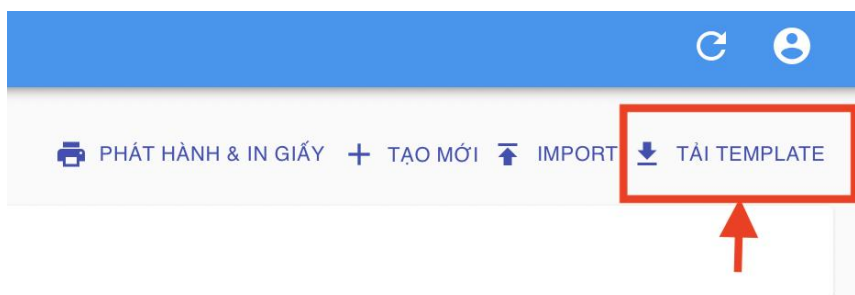 PHÁT HÀNH & IN GIẤY TẠO MỚI IMPORT TẢI TEMPLATE